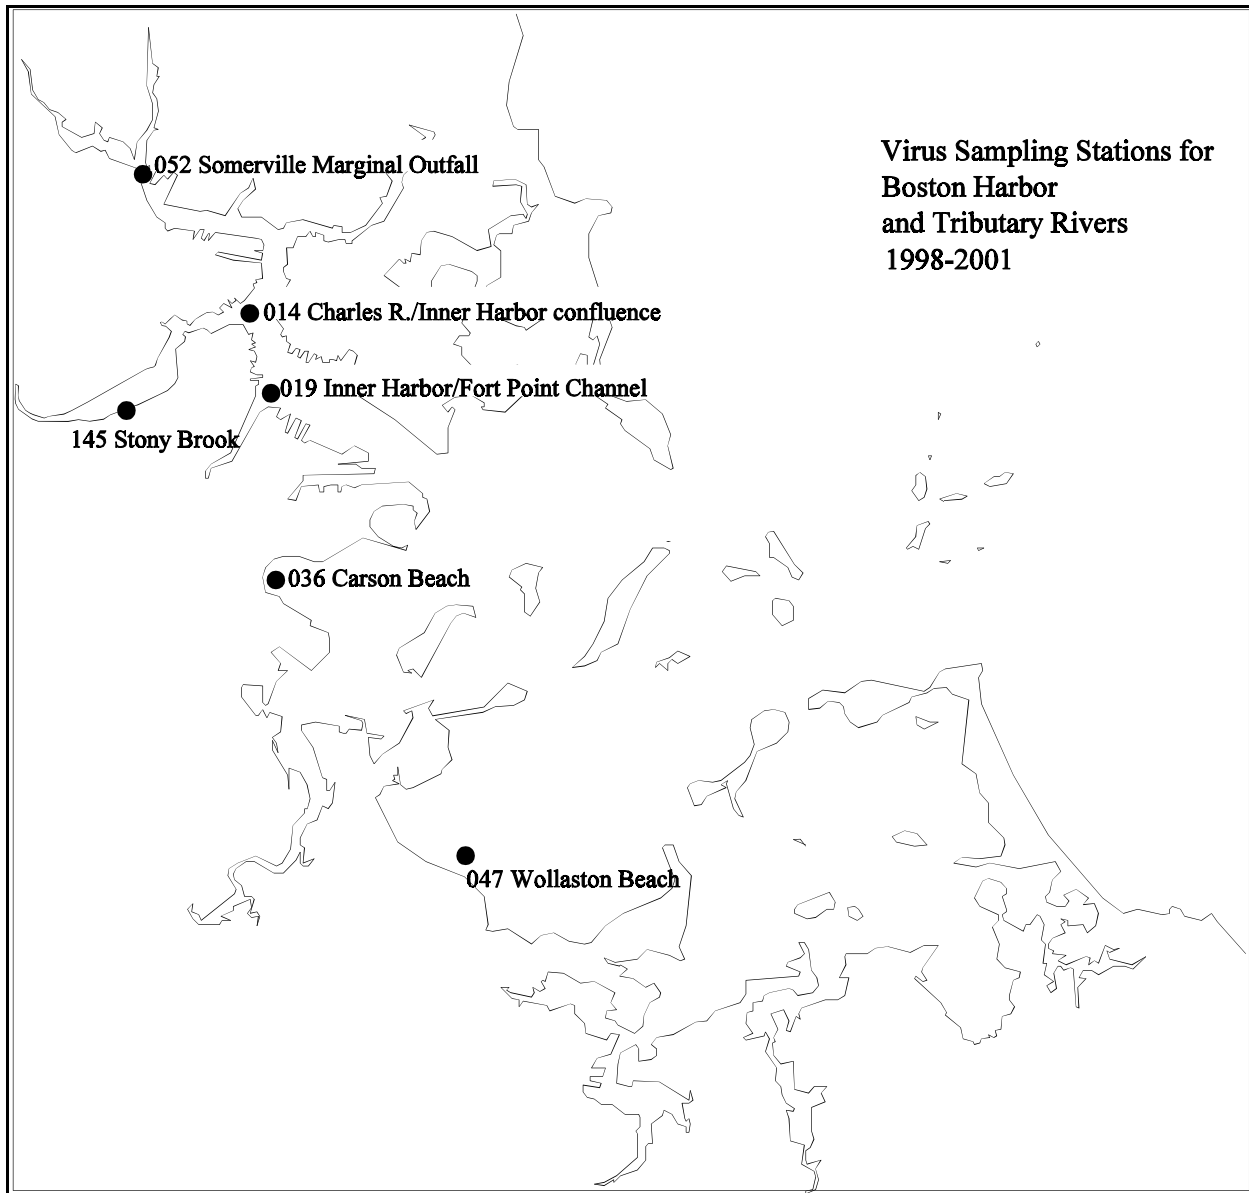 052 Somerville Marginal Outfall
Virus Sampling Stations for
Boston Harbor
and Tributary Rivers
1998-2001
014 Charles R./Inner Harbor confluence
019 Inner Harbor/Fort Point Channel
145 Stony Brook
036 Carson Beach
047 Wollaston Beach